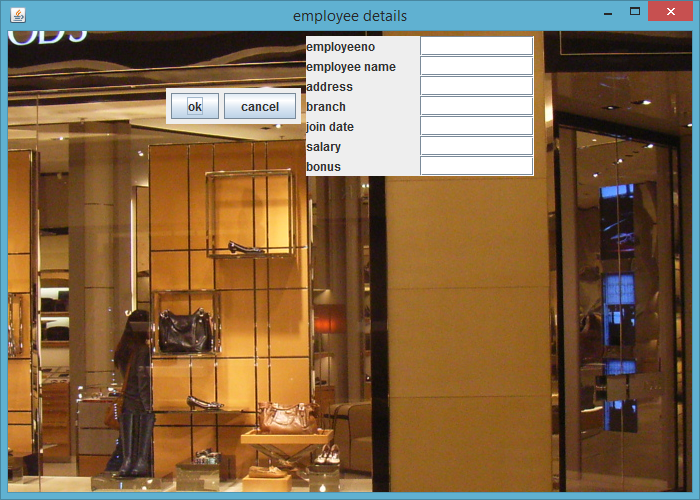 employee details
employeeno
employee name
address
ok cancel
branch
join date
salary
bonus